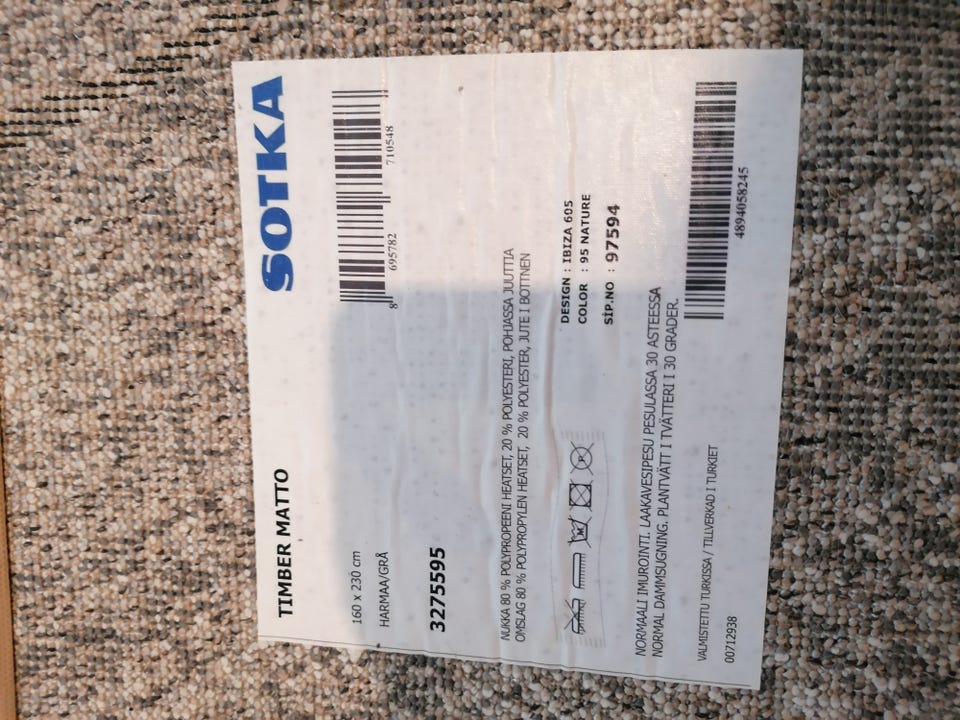 TIMBER MATTO
SOTKA
160 x 230 cm
HARMAA/GRÅ
8 695782 710548
3275595
NUKKA 80 % POLYPROPEENI HEATSET, 20 % POLYESTERI, POHJASSA JUUTTIA
OMSLAG 80 % POLYPROPYLEN HEATSET, 20 % POLYESTER, JUTE I BOTTNEN
DESIGN : IBIZA 605
COLOR : 95 NATURE
SİP.NO : 97594
P
NORMAALI IMUROINTI. LAAKAVESIPESU PESULASSA 30 ASTEESSA
NORMAL DAMMSUGNING. PLANTVÄTT I TVÄTTERI I 30 GRADER.
VALMISTETTU TURKISSA / TILLVERKAD I TURKIET
00712938
4894058245